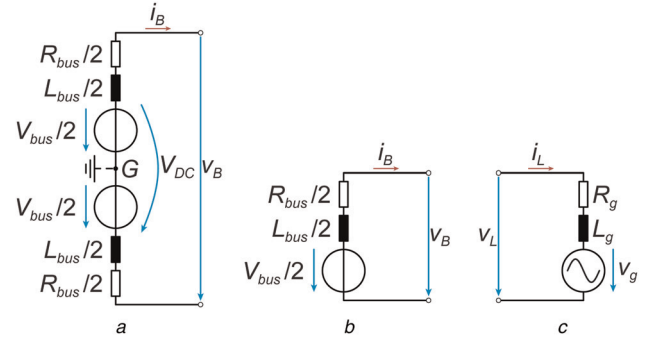 i_B
R_bus/2
L_bus/2
V_bus/2
G
V_DC
v_B
V_bus/2
L_bus/2
R_bus/2
a
i_B
R_bus/2
L_bus/2
V_bus/2
v_B
b
i_L
R_g
L_g
v_L
v_g
c